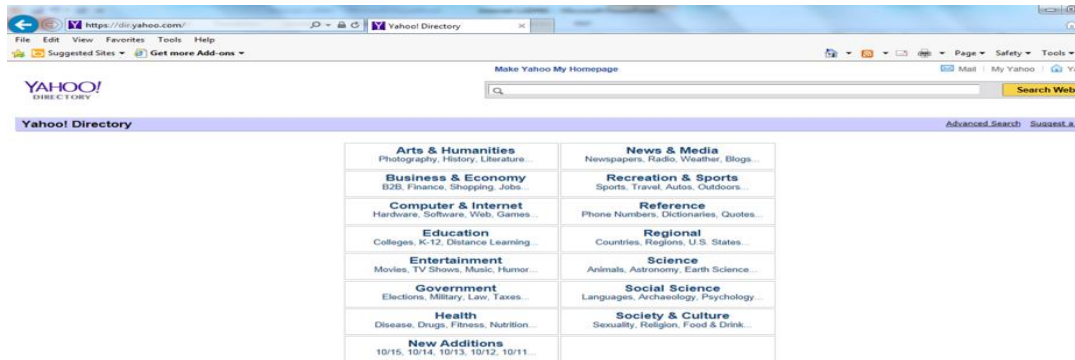 https://dir.yahoo.com/ Yahoo! Directory
File Edit View Favorites Tools Help
Suggested Sites Get more Add-ons Page Safety Tools
Make Yahoo My Homepage Mail My Yahoo
YAHOO!
DIRECTORY
Search Web
Yahoo! Directory Advanced Search Suggest a
Arts & Humanities
Photography, History, Literature...
News & Media
Newspapers, Radio, Weather, Blogs...
Business & Economy
B2B, Finance, Shopping, Jobs...
Recreation & Sports
Sports, Travel, Autos, Outdoors...
Computer & Internet
Hardware, Software, Web, Games...
Reference
Phone Numbers, Dictionaries, Quotes...
Education
Colleges, K-12, Distance Learning...
Regional
Countries, Regions, U.S. States...
Entertainment
Movies, TV Shows, Music, Humor...
Science
Animals, Astronomy, Earth Science...
Government
Elections, Military, Law, Taxes...
Social Science
Languages, Archaeology, Psychology...
Health
Disease, Drugs, Fitness, Nutrition...
Society & Culture
Sexuality, Religion, Food & Drink...
New Additions
10/15, 10/14, 10/13, 10/12, 10/11...